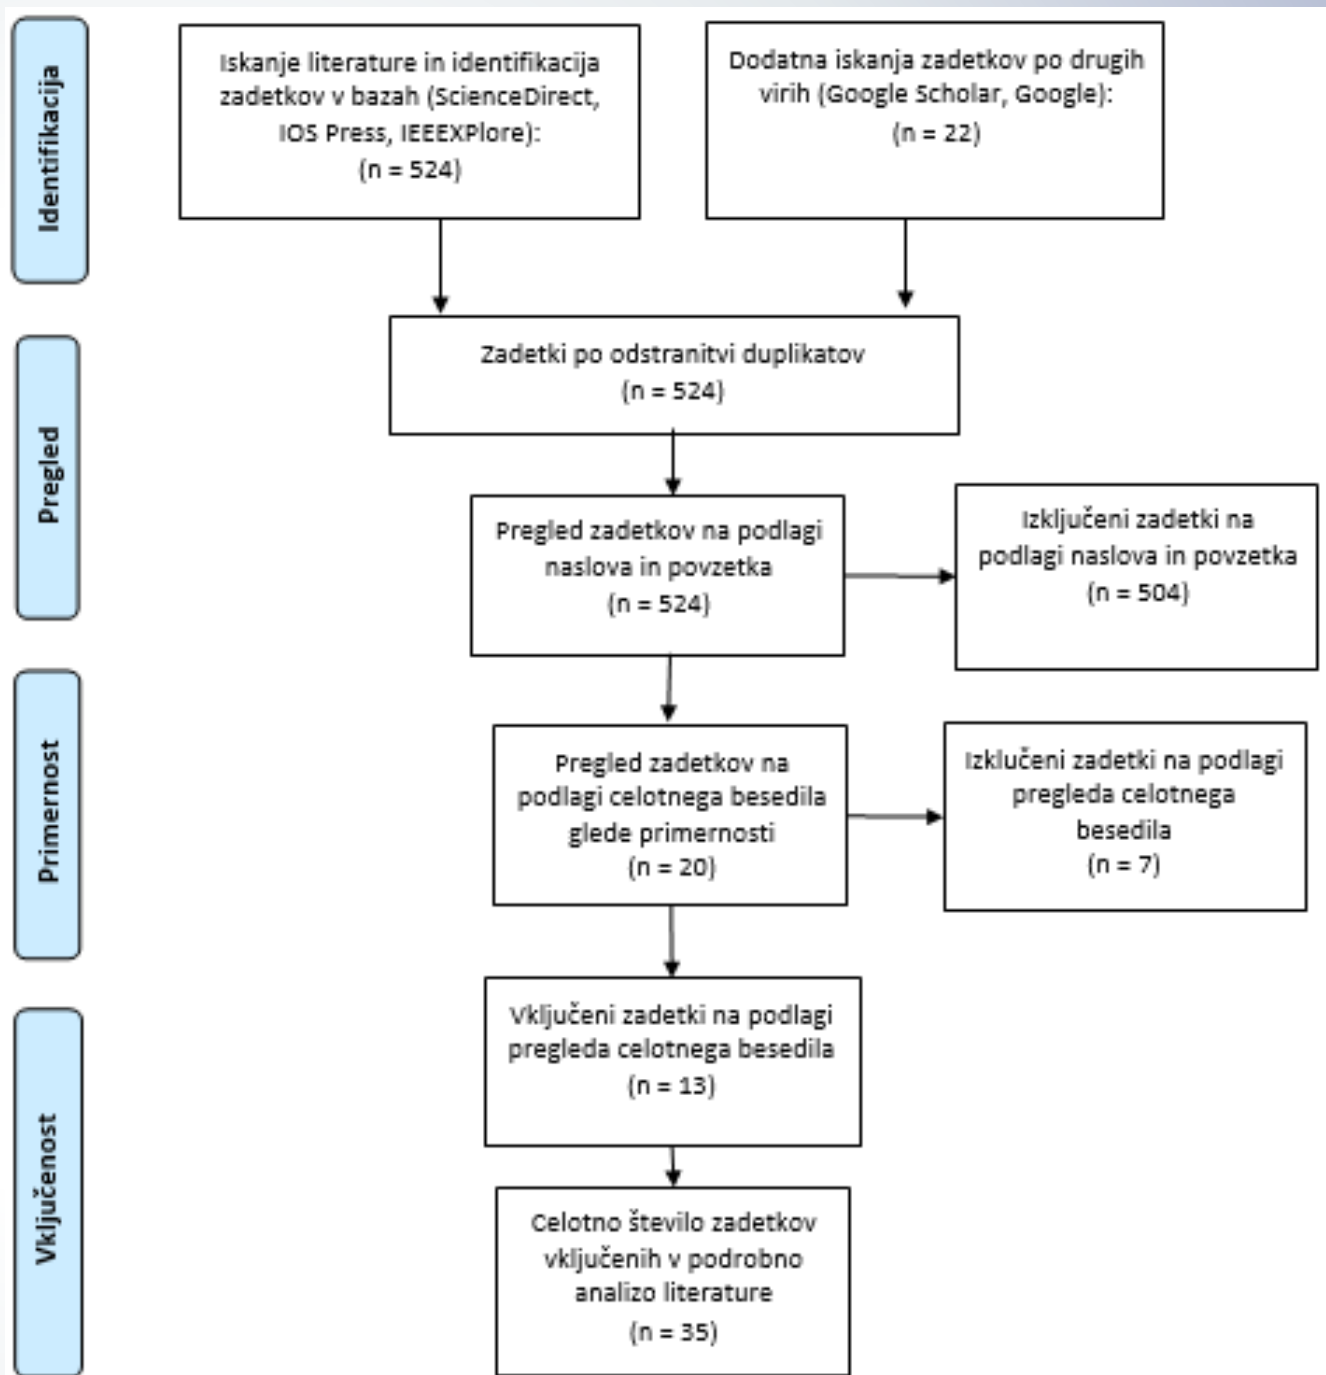 Identifikacija
Iskanje literature in identifikacija
zadetkov v bazah (ScienceDirect,
IOS Press, IEEEXPlore):
(n = 524)
Dodatna iskanja zadetkov po drugih
virih (Google Scholar, Google):
(n = 22)
Pregled
Zadetki po odstranitvi duplikatov
(n = 524)
Pregled zadetkov na podlagi
naslova in povzetka
(n = 524)
Izključeni zadetki na
podlagi naslova in povzetka
(n = 504)
Primernost
Pregled zadetkov na
podlagi celotnega besedila
glede primernosti
(n = 20)
Izklučeni zadetki na podlagi
pregleda celotnega
besedila
(n = 7)
Vključenost
Vključeni zadetki na podlagi
pregleda celotnega besedila
(n = 13)
Celotno število zadetkov
vključenih v podrobno
analizo literature
(n = 35)